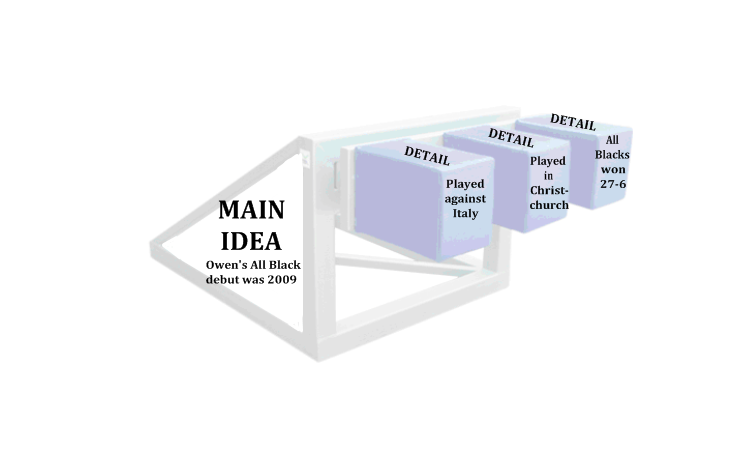 MAIN
IDEA
Owen's All Black
debut was 2009
DETAIL
Played
against
Italy
DETAIL
Played
in
Christ-
church
DETAIL
All
Blacks
won
27-6